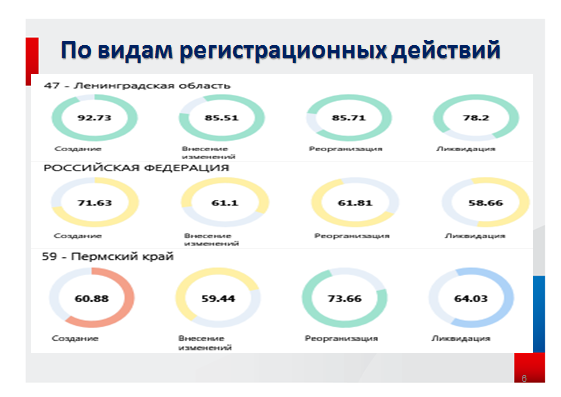 По видам регистрационных действий
47 - Ленинградская область
92.73 85.51 85.71 78.2
Создание Внесение изменений Реорганизация Ликвидация
РОССИЙСКАЯ ФЕДЕРАЦИЯ
71.63 61.1 61.81 58.66
Создание Внесение изменений Реорганизация Ликвидация
59 - Пермский край
60.88 59.44 73.66 64.03
Создание Внесение изменений Реорганизация Ликвидация
8